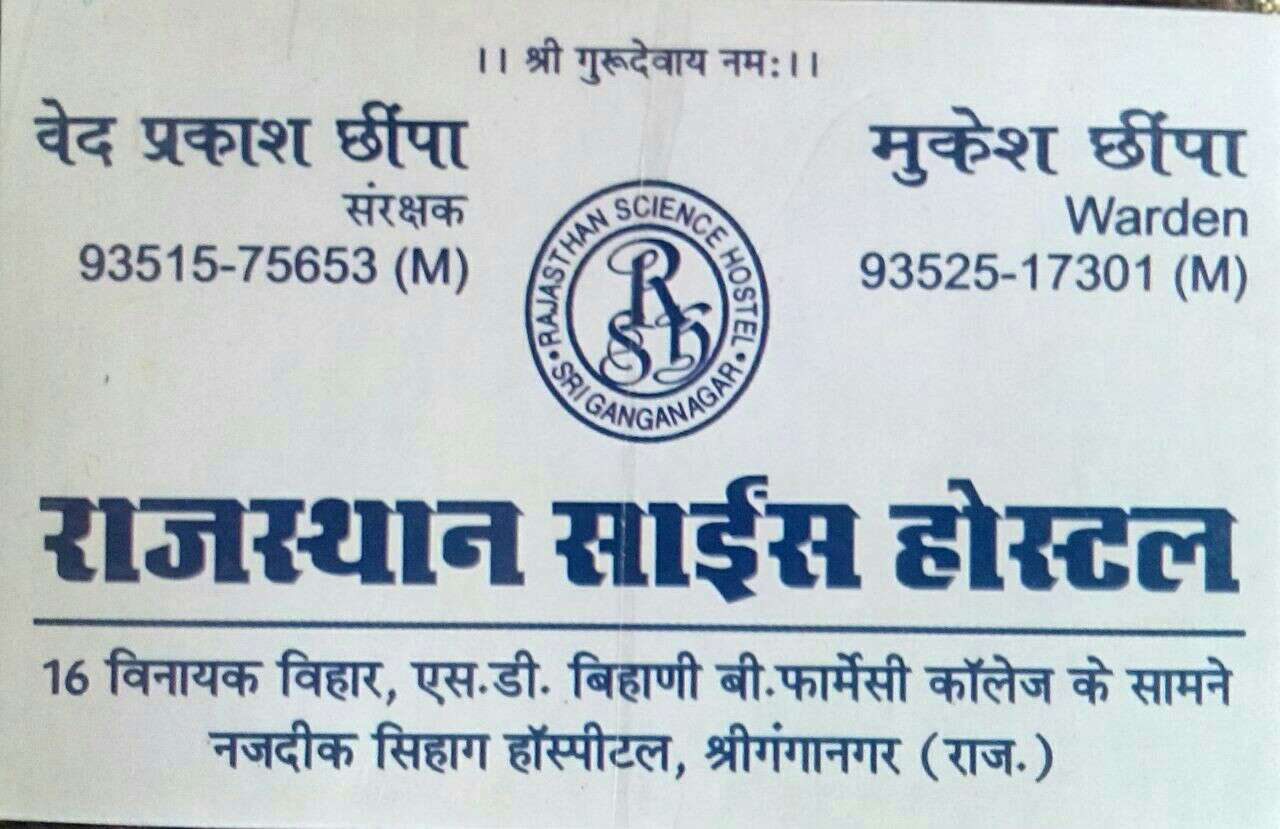 ।। श्री गुरूदेवाय नमः।।
वेद प्रकाश छींपा
संरक्षक
93515-75653 (M)
मुकेश छींपा
Warden
93525-17301 (M)
RAJASTHAN SCIENCE HOSTEL
SRI GANGANAGAR
RSH
राजस्थान साईंस होस्टल
16 विनायक विहार, एस.डी. बिहाणी बी.फार्मेसी कॉलेज के सामने
नजदीक सिहाग हॉस्पीटल, श्रीगंगानगर (राज.)